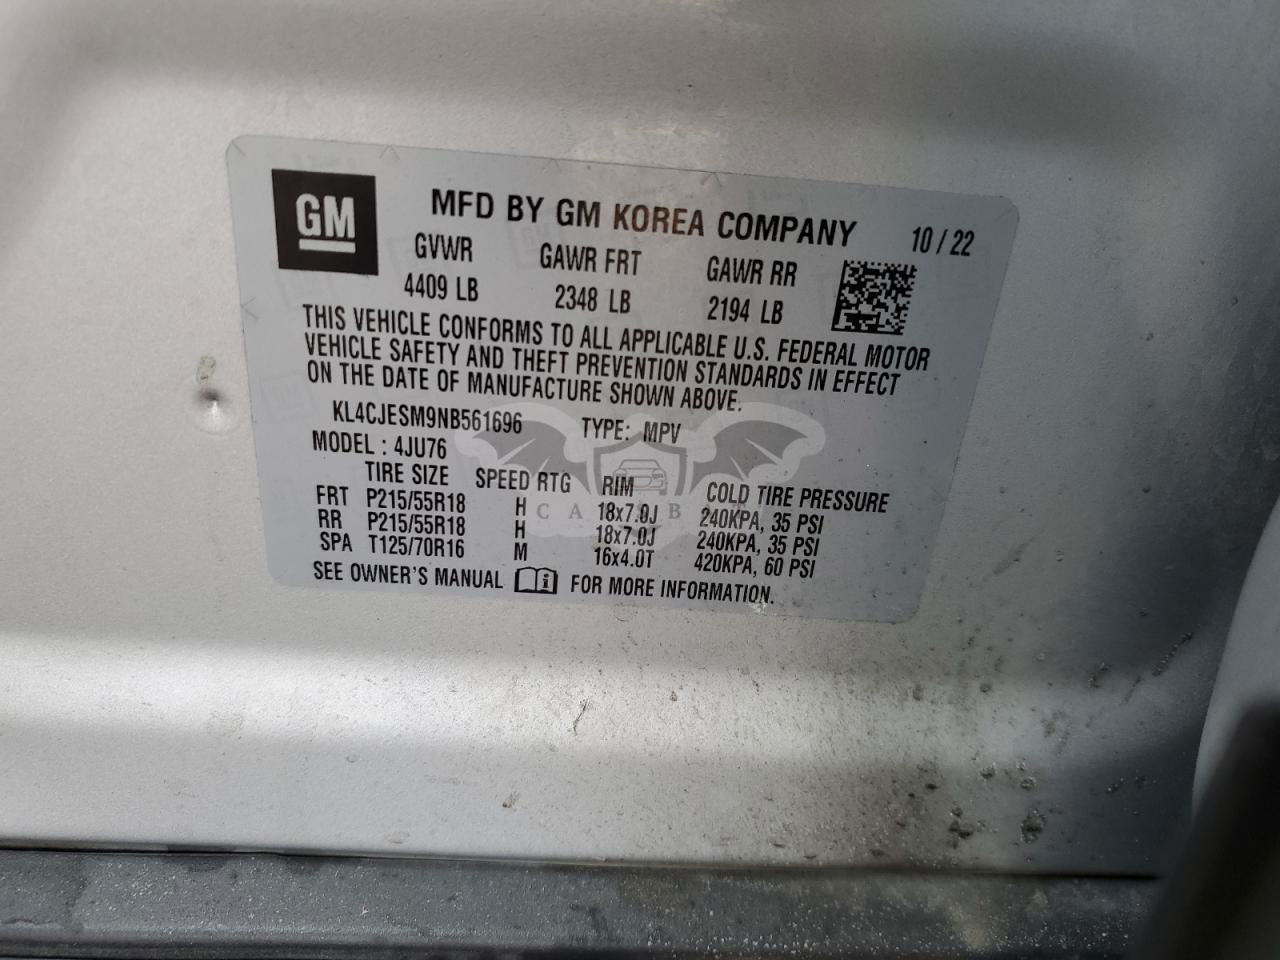 GM MFD BY GM KOREA COMPANY 10/22
GVWR GAWR FRT GAWR RR
4409 LB 2348 LB 2194 LB
THIS VEHICLE CONFORMS TO ALL APPLICABLE U.S. FEDERAL MOTOR
VEHICLE SAFETY AND THEFT PREVENTION STANDARDS IN EFFECT
ON THE DATE OF MANUFACTURE SHOWN ABOVE.
KL4CJESM9NB561696 TYPE: MPV
MODEL : 4JU76
TIRE SIZE SPEED RTG RIM COLD TIRE PRESSURE
FRT P215/55R18 H 18x7.0J 240KPA, 35 PSI
RR P215/55R18 H 18x7.0J 240KPA, 35 PSI
SPA T125/70R16 M 16x4.0T 420KPA, 60 PSI
SEE OWNER'S MANUAL FOR MORE INFORMATION.